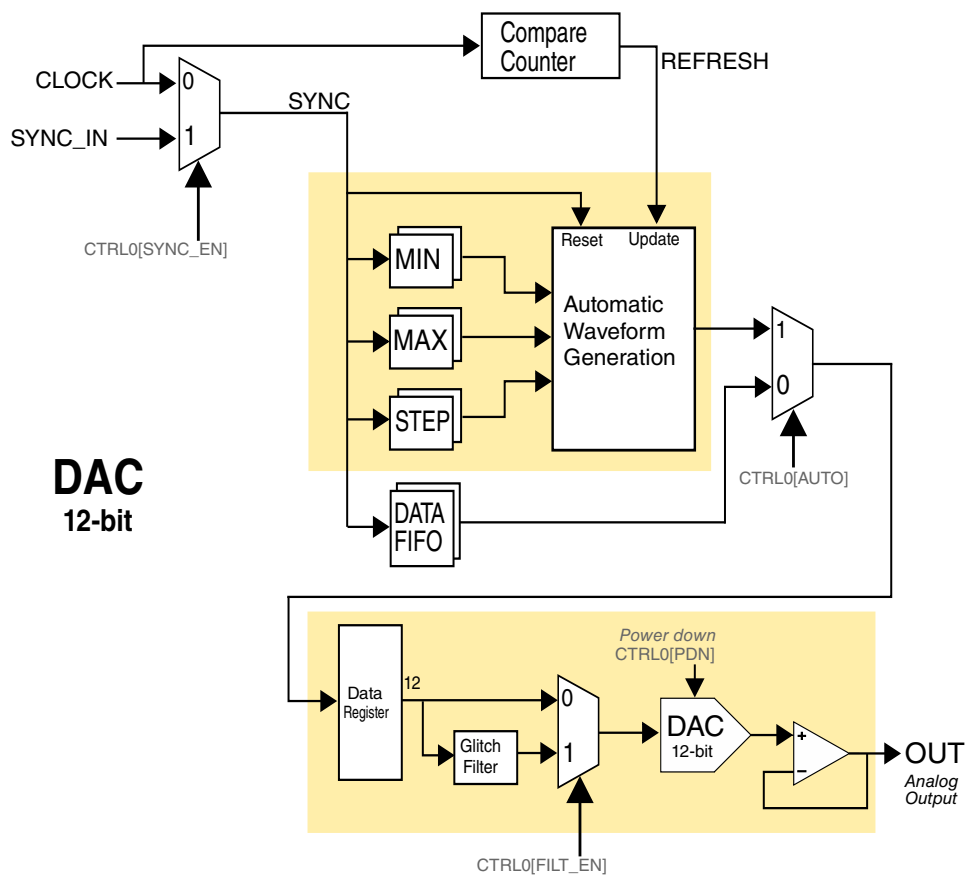 Compare
Counter
REFRESH
CLOCK
0
SYNC
SYNC_IN
1
CTRL0[SYNC_EN]
Reset
Update
MIN
Automatic
Waveform
Generation
MAX
1
0
STEP
CTRL0[AUTO]
DAC
12-bit
DATA
FIFO
Power down
CTRL0[PDN]
Data
Register
12
0
DAC
12-bit
Glitch
Filter
1
+
–
OUT
Analog
Output
CTRL0[FILT_EN]